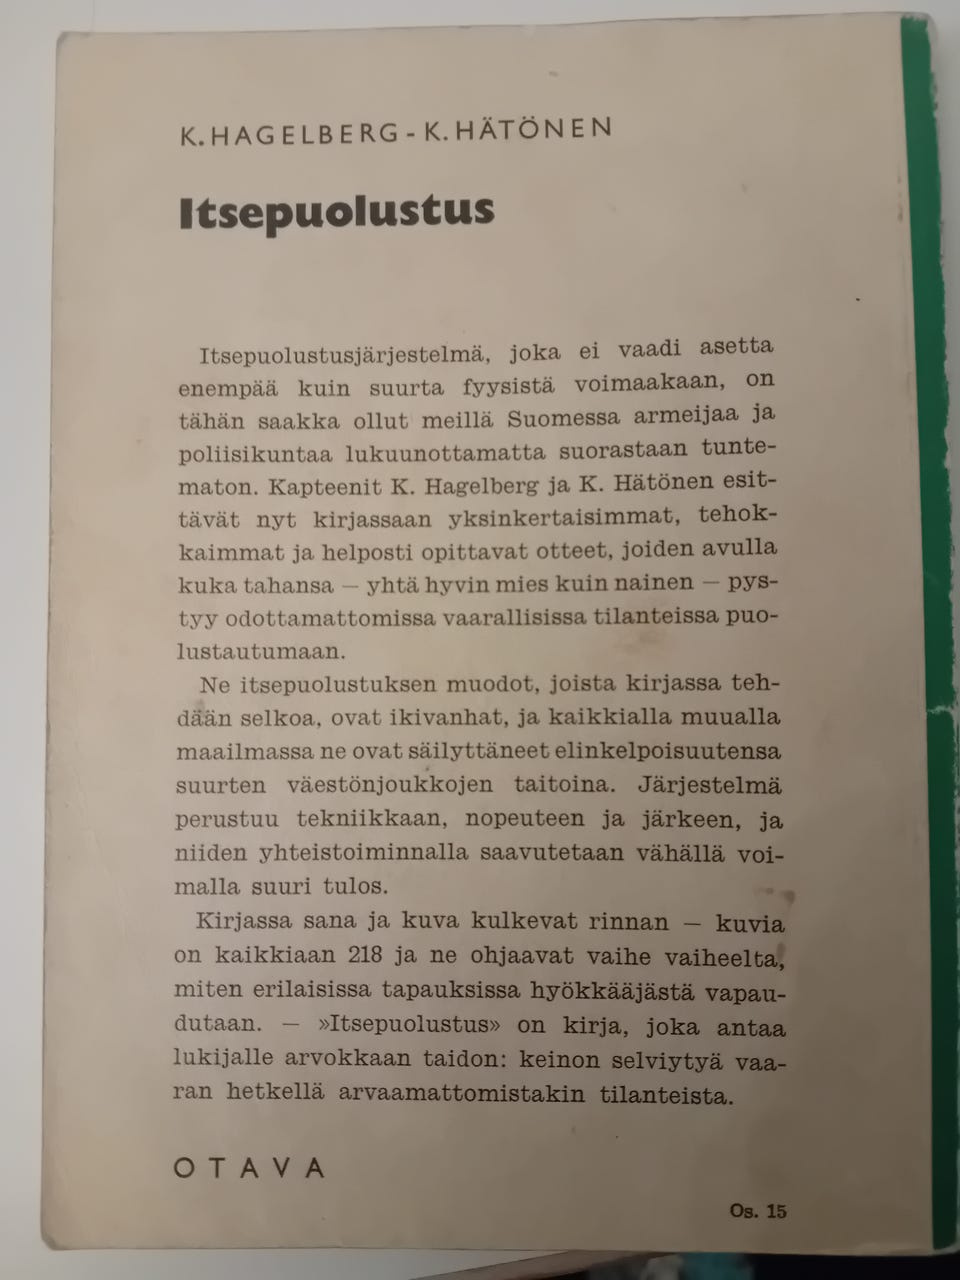 K. HAGELBERG - K. HÄTÖNEN
Itsepuolustus
Itsepuolustusjärjestelmä, joka ei vaadi asetta
enempää kuin suurta fyysistä voimaakaan, on
tähän saakka ollut meillä Suomessa armeijaa ja
poliisikuntaa lukuunottamatta suorastaan tunte-
maton. Kapteenit K. Hagelberg ja K. Hätönen esit-
tävät nyt kirjassaan yksinkertaisimmat, tehok-
kaimmat ja helposti opittavat otteet, joiden avulla
kuka tahansa — yhtä hyvin mies kuin nainen — pys-
tyy odottamattomissa vaarallisissa tilanteissa puo-
lustautumaan.
Ne itsepuolustuksen muodot, joista kirjassa teh-
dään selkoa, ovat ikivanhat, ja kaikkialla muualla
maailmassa ne ovat säilyttäneet elinkelpoisuutensa
suurten väestönjoukkojen taitoina. Järjestelmä
perustuu tekniikkaan, nopeuteen ja järkeen, ja
niiden yhteistoiminnalla saavutetaan vähällä voi-
malla suuri tulos.
Kirjassa sana ja kuva kulkevat rinnan — kuvia
on kaikkiaan 218 ja ne ohjaavat vaihe vaiheelta,
miten erilaisissa tapauksissa hyökkääjästä vapau-
dutaan. — »Itsepuolustus» on kirja, joka antaa
lukijalle arvokkaan taidon: keinon selviytyä vaa-
ran hetkellä arvaamattomistakin tilanteista.
OTAVA
Os. 15